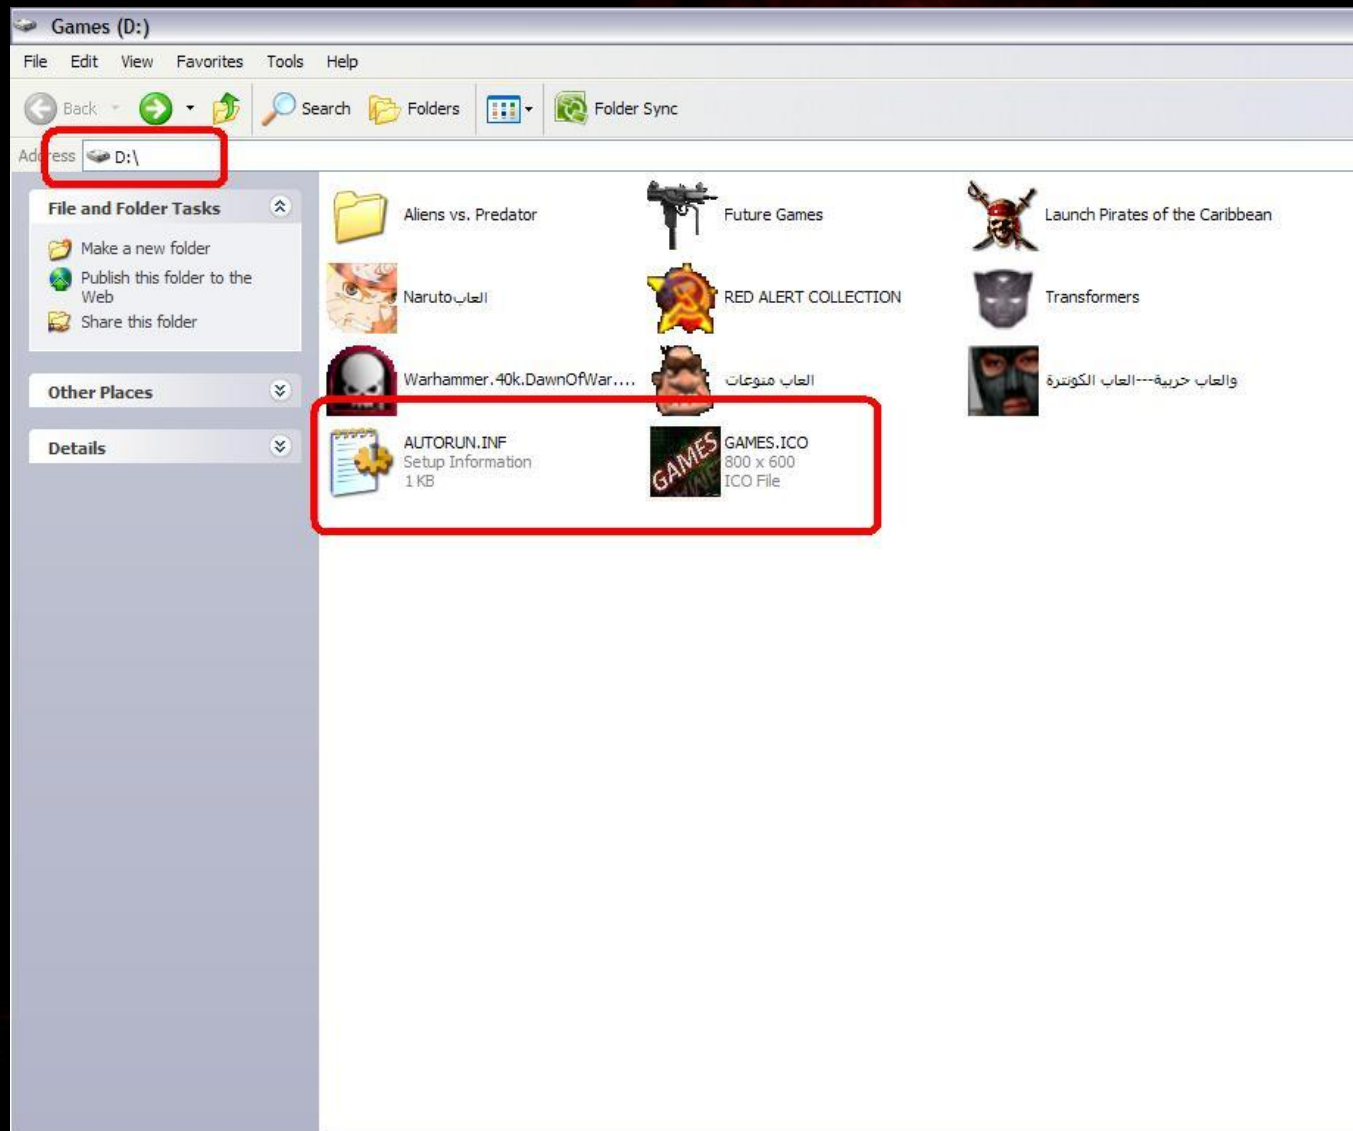 Games (D:)
File Edit View Favorites Tools Help
Back Search Folders Folder Sync
Address D:\
File and Folder Tasks
Make a new folder
Publish this folder to the
Web
Share this folder
Other Places
Details
Aliens vs. Predator
Future Games
Launch Pirates of the Caribbean
Narutoالعاب
RED ALERT COLLECTION
Transformers
Warhammer.40k.DawnOfWar....
العاب منوعات
والعاب حربية---العاب الكونترة
AUTORUN.INF
Setup Information
1 KB
GAMES.ICO
800 x 600
ICO File
GAMES